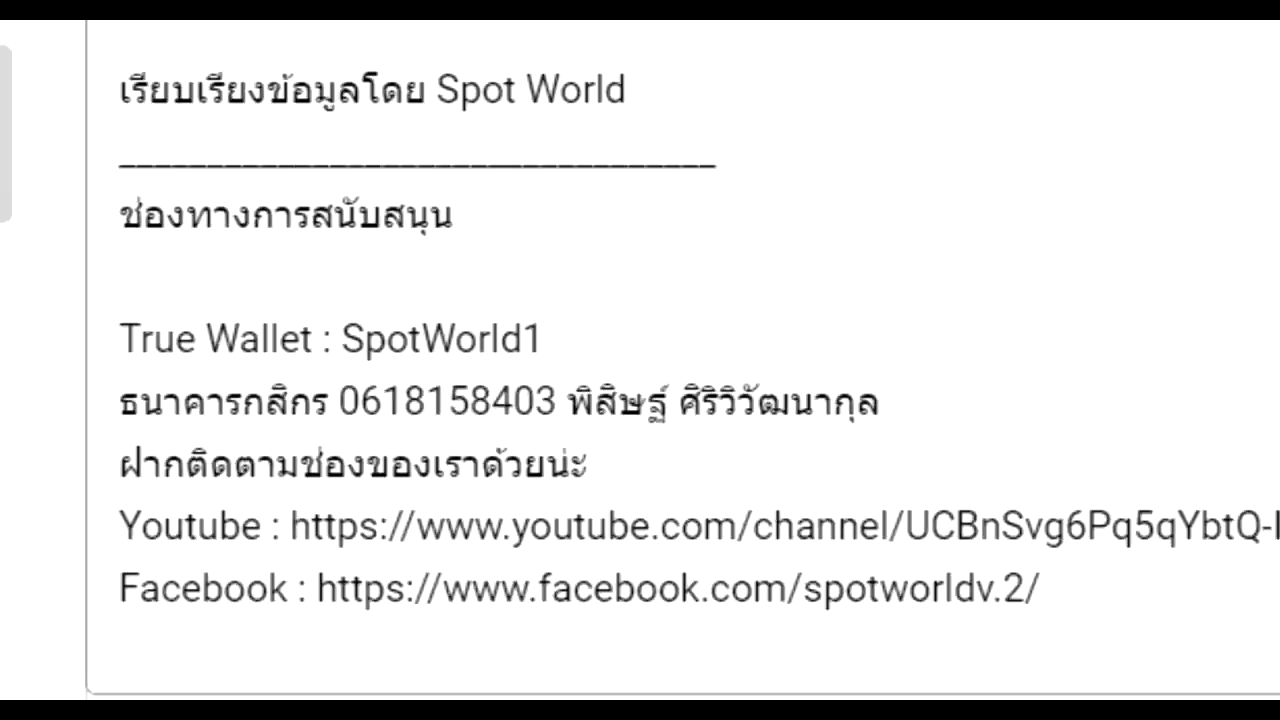 เรียบเรียงข้อมูลโดย Spot World
__________________________________
ช่องทางการสนับสนุน
True Wallet : SpotWorld1
ธนาคารกสิกร 0618158403 พิสิษฐ์ ศิริวิวัฒนากุล
ฝากติดตามช่องของเราด้วยน่ะ
Youtube : https://www.youtube.com/channel/UCBnSvg6Pq5qYbtQ-
Facebook : https://www.facebook.com/spotworldv.2/